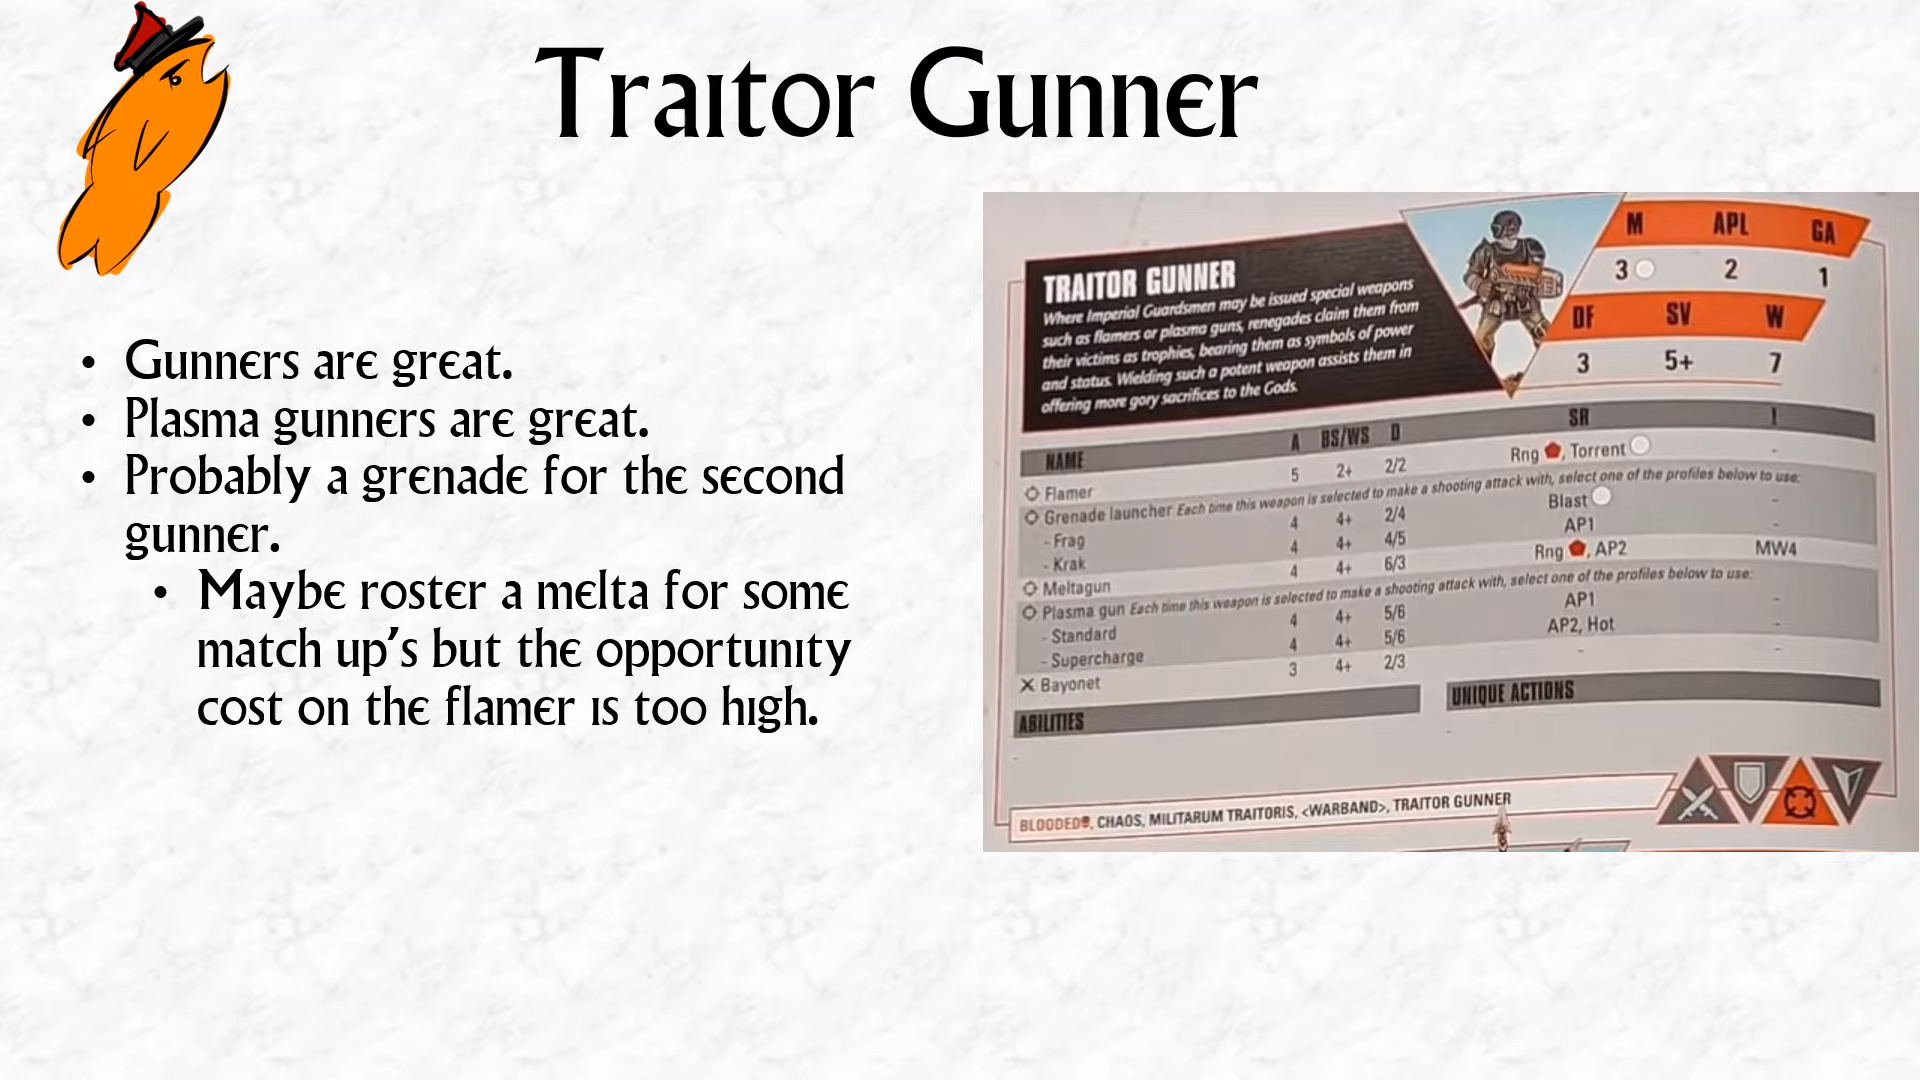 Traitor Gunner
• Gunners are great.
• Plasma gunners are great.
• Probably a grenade for the second
gunner.
• Maybe roster a melta for some
match up's but the opportunity
cost on the flamer is too high.
TRAITOR GUNNER
Where Imperial Guardsmen may be issued special weapons
such as flamers or plasma guns, renegades claim them from
their victims as trophies, bearing them as symbols of power
and status. Wielding such a potent weapon assists them in
offering more gory sacrifices to the Gods.
M APL GA
3 2 1
DF SV W
3 5+ 7
NAME A BS/WS D SR !
Flamer 5 2+ 2/2 Rng , Torrent -
Grenade launcher Each time this weapon is selected to make a shooting attack with, select one of the profiles below to use:
- Frag 4 4+ 2/4 Blast -
- Krak 4 4+ 4/5 AP1 -
Meltagun 4 4+ 6/3 Rng , AP2 MW4
Plasma gun Each time this weapon is selected to make a shooting attack with, select one of the profiles below to use:
- Standard 4 4+ 5/6 AP1 -
- Supercharge 4 4+ 5/6 AP2, Hot -
Bayonet 3 4+ 2/3 - -
ABILITIES UNIQUE ACTIONS
- -
BLOODED, CHAOS, MILITARUM TRAITORIS, <WARBAND>, TRAITOR GUNNER